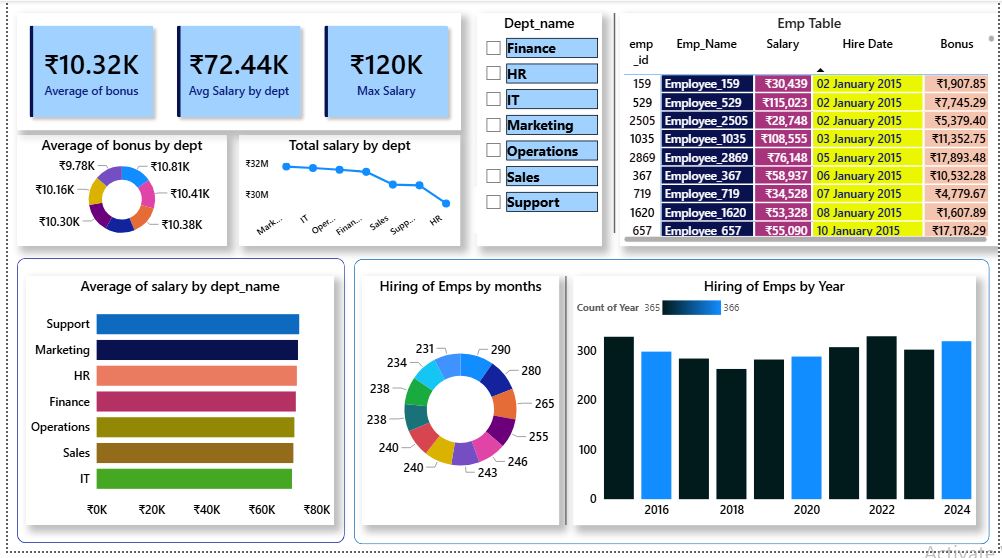 ₹10.32K
Average of bonus
₹72.44K
Avg Salary by dept
₹120K
Max Salary
Dept_name
Finance
HR
IT
Marketing
Operations
Sales
Support
Emp Table
emp_id Emp_Name Salary Hire Date Bonus
159 Employee_159 ₹30,439 02 January 2015 ₹1,907.85
529 Employee_529 ₹115,023 02 January 2015 ₹7,745.29
2505 Employee_2505 ₹28,748 02 January 2015 ₹5,379.40
1035 Employee_1035 ₹108,555 03 January 2015 ₹11,352.75
2869 Employee_2869 ₹76,148 05 January 2015 ₹17,893.48
367 Employee_367 ₹58,937 06 January 2015 ₹10,532.28
719 Employee_719 ₹34,528 07 January 2015 ₹4,779.67
1620 Employee_1620 ₹53,328 08 January 2015 ₹1,607.89
657 Employee_657 ₹55,090 10 January 2015 ₹17,178.29
Average of bonus by dept
₹9.78K ₹10.81K
₹10.16K ₹10.41K
₹10.30K ₹10.38K
Total salary by dept
₹32M
₹30M
Mark... IT Oper... Finan... Sales Supp... HR
Average of salary by dept_name
Support
Marketing
HR
Finance
Operations
Sales
IT
₹0K ₹20K ₹40K ₹60K ₹80K
Hiring of Emps by months
231 290
234 280
238 265
238 255
240 246
240 243
Hiring of Emps by Year
Count of Year 365 366
300
200
100
0
2016 2018 2020 2022 2024
Activate